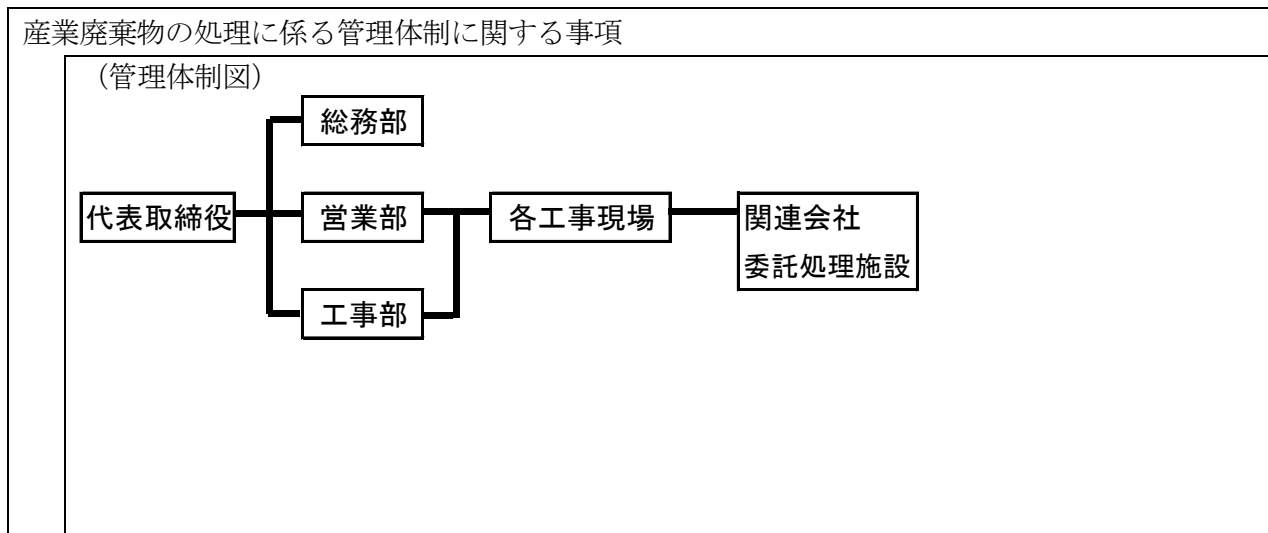 産業廃棄物の処理に係る管理体制に関する事項
（管理体制図）
総務部
代表取締役
営業部
各工事現場
関連会社
委託処理施設
工事部